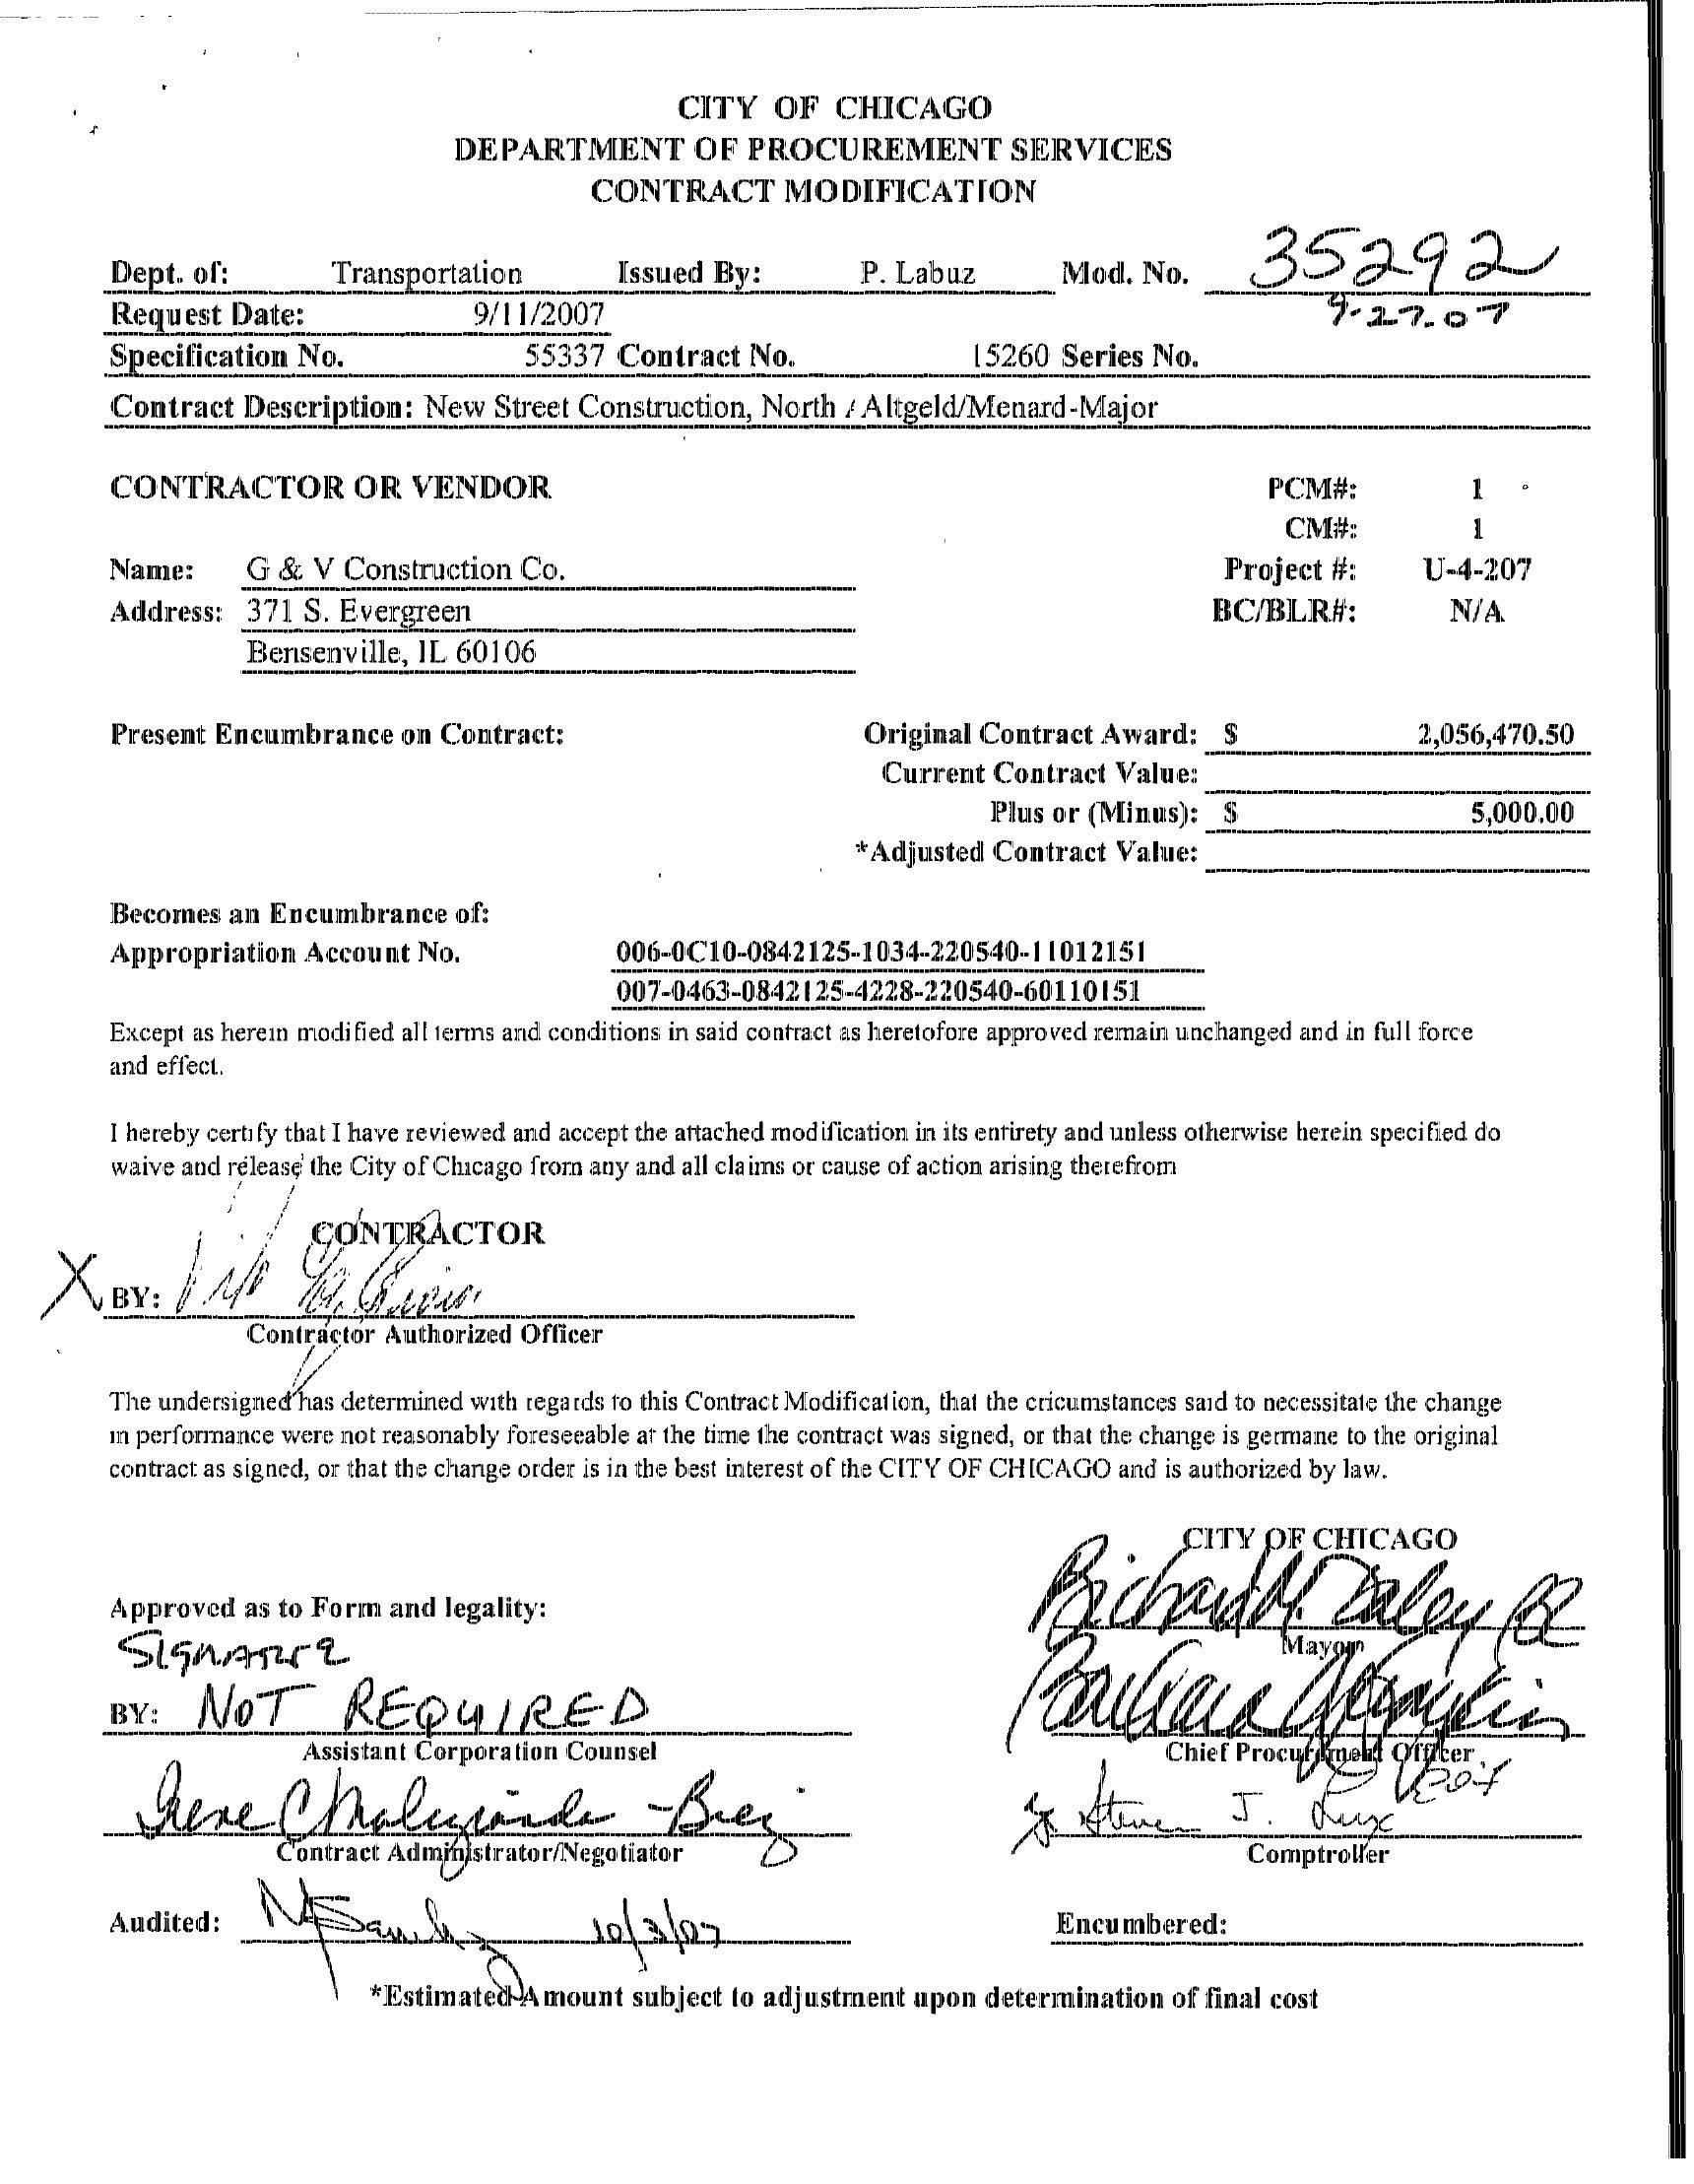 CITY OF CHICAGO
DEPARTMENT OF PROCUREMENT SERVICES
CONTRACT MODIFICATION
Dept. of: Transportation Issued By: P. Labuz Mod. No. 35292
Request Date: 9/11/2007 9-27-07
Specification No. 55337 Contract No. 15260 Series No.
Contract Description: New Street Construction, North / Altgeld/Menard-Major
CONTRACTOR OR VENDOR PCM#: 1
CM#: 1
Name: G & V Construction Co. Project #: U-4-207
Address: 371 S. Evergreen BC/BLR#: N/A
Bensenville, IL 60106
Present Encumbrance on Contract: Original Contract Award: $ 2,056,470.50
Current Contract Value:
Plus or (Minus): $ 5,000.00
*Adjusted Contract Value:
Becomes an Encumbrance of:
Appropriation Account No. 006-0C10-0842125-1034-220540-11012151
007-0463-0842125-4228-220540-60110151
Except as herein modified all terms and conditions in said contract as heretofore approved remain unchanged and in full force
and effect.
I hereby certify that I have reviewed and accept the attached modification in its entirety and unless otherwise herein specified do
waive and release the City of Chicago from any and all claims or cause of action arising therefrom
CONTRACTOR
X BY:
Contractor Authorized Officer
The undersigned has determined with regards to this Contract Modification, that the cricumstances said to necessitate the change
in performance were not reasonably foreseeable at the time the contract was signed, or that the change is germane to the original
contract as signed, or that the change order is in the best interest of the CITY OF CHICAGO and is authorized by law.
CITY OF CHICAGO
Approved as to Form and legality: Richard M. Daley
Mayor
SIGNATURE
BY: NOT REQUIRED Barbara
Assistant Corporation Counsel Chief Procurement Officer
Irene Steven J. Lux
Contract Administrator/Negotiator Comptroller
Audited: Encumbered:
*Estimated Amount subject to adjustment upon determination of final cost